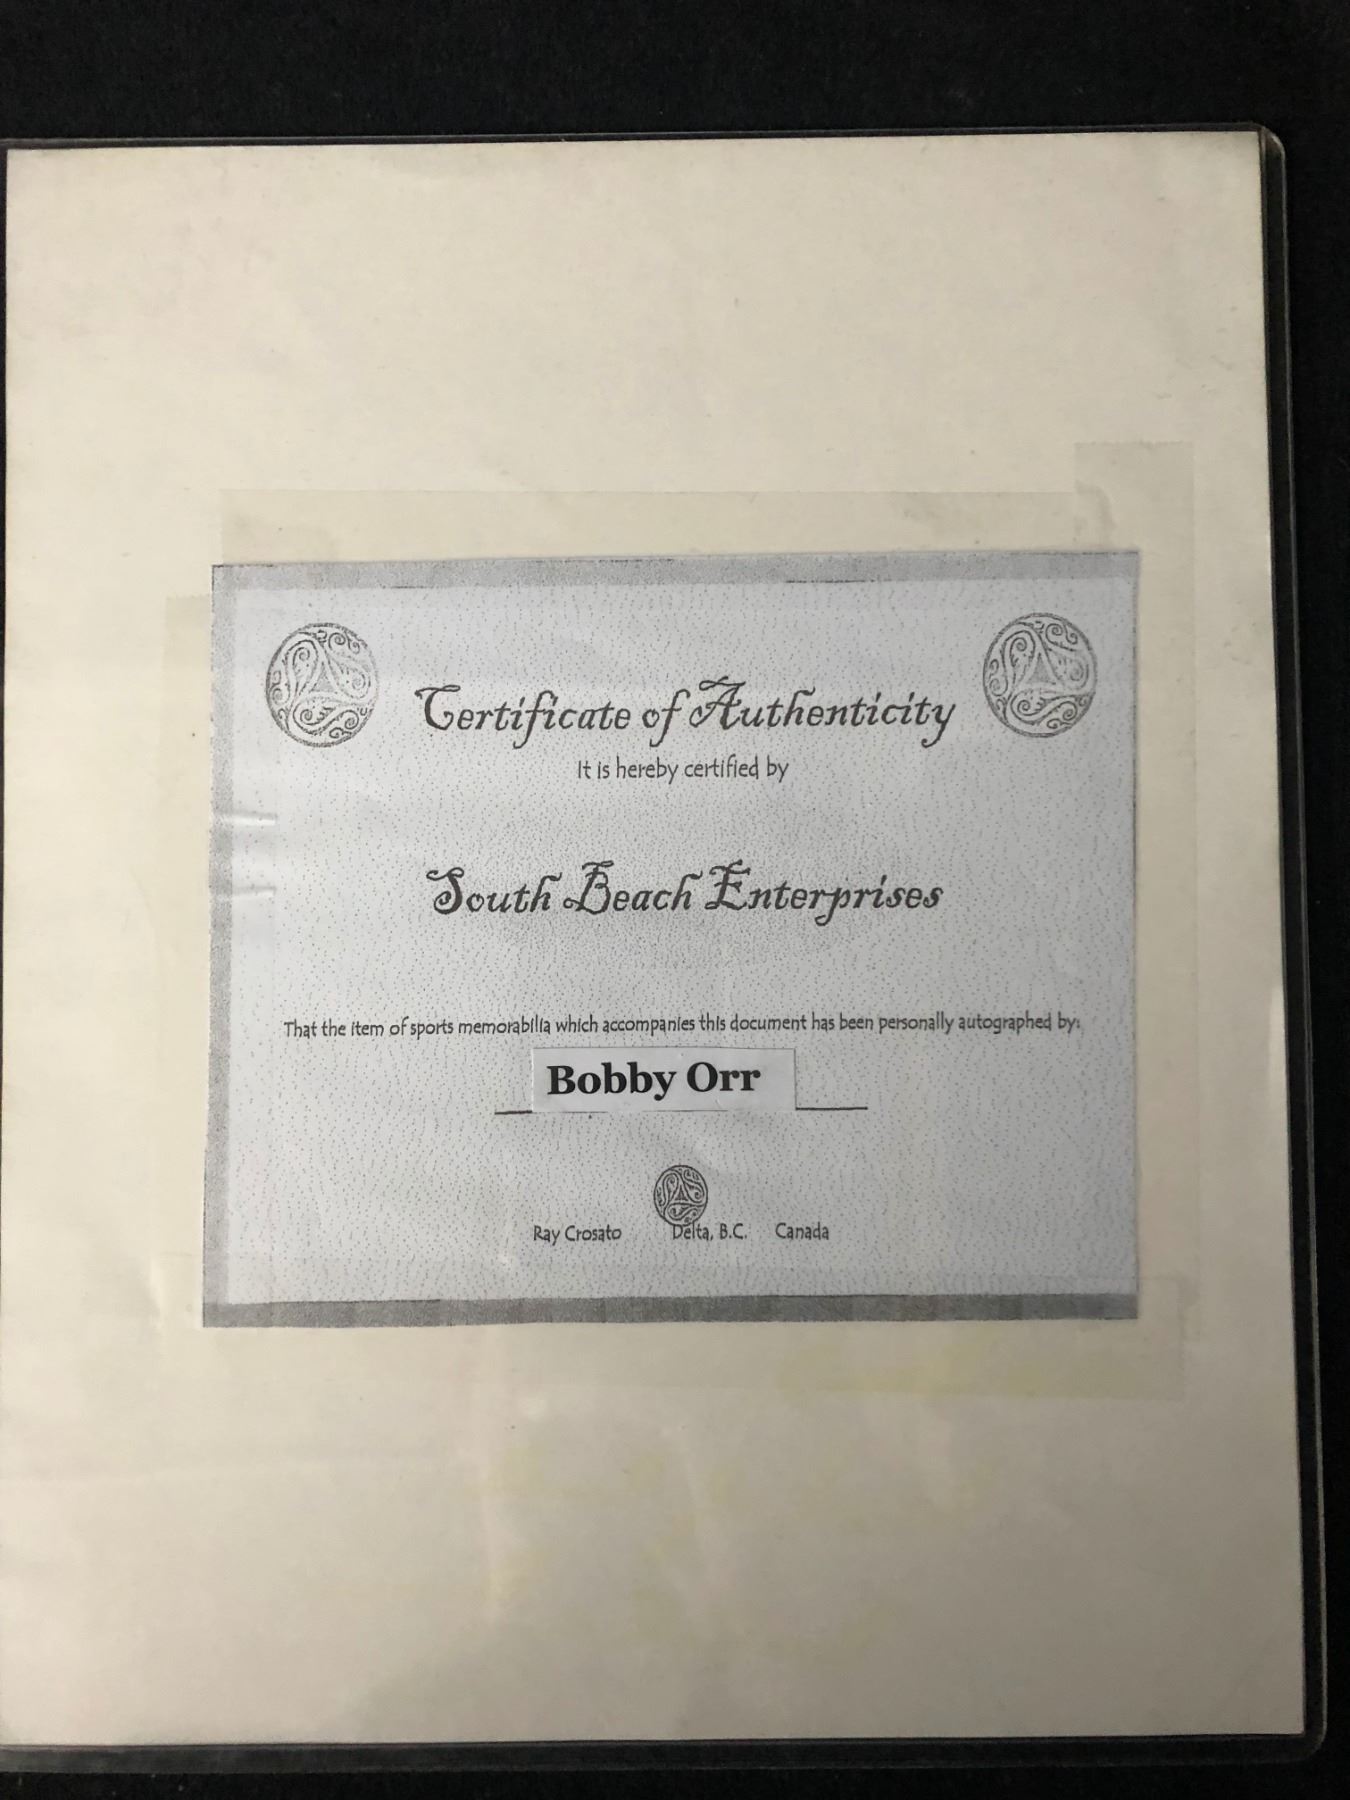 Certificate of Authenticity
It is hereby certified by
South Beach Enterprises
That the item of sports memorabilia which accompanies this document has been personally autographed by:
Bobby Orr
Ray Crosato Delta, B.C. Canada